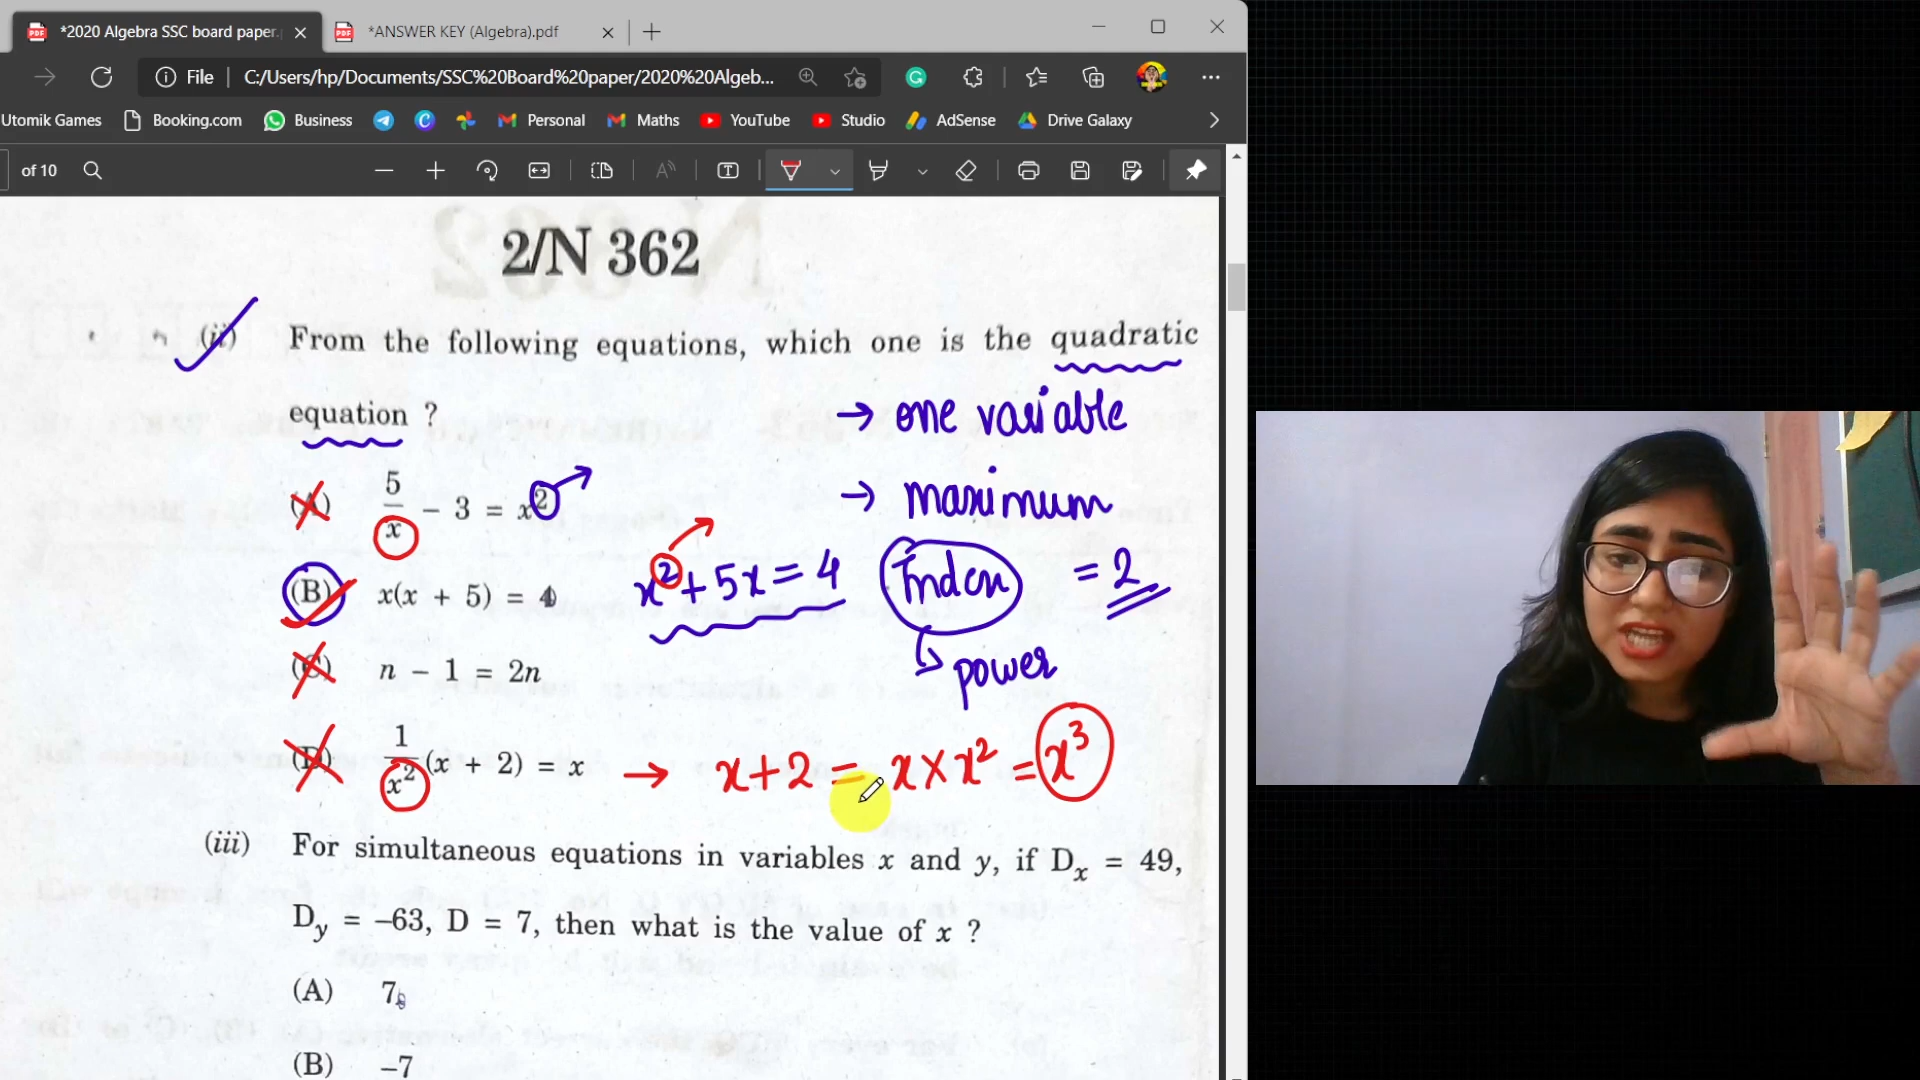 *2020 Algebra SSC board paper.
*ANSWER KEY (Algebra).pdf
File
C:/Users/hp/Documents/SSC%20Board%20paper/2020%20Algeb...
Utomik Games
Booking.com
Business
Personal
Maths
YouTube
Studio
AdSense
Drive Galaxy
of 10
2/N 362
(ii) From the following equations, which one is the quadratic
equation ?
→ one variable
(A) 5/x − 3 = x²
→ maximum
(B) x(x + 5) = 4
x² + 5x = 4
Index = 2
↳ power
(C) n − 1 = 2n
(D) 1/x² (x + 2) = x → x + 2 = x × x² = x³
(iii) For simultaneous equations in variables x and y, if Dx = 49,
Dy = −63, D = 7, then what is the value of x ?
(A) 7
(B) −7